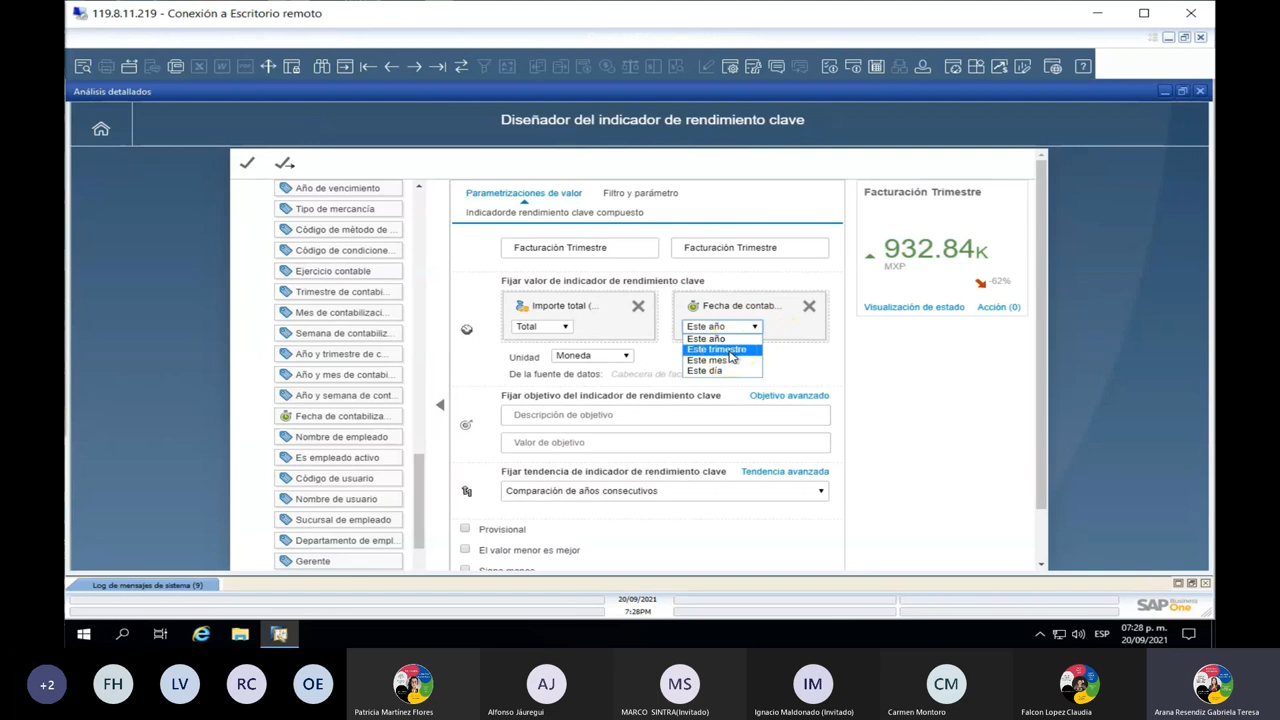 119.8.11.219 - Conexión a Escritorio remoto
Análisis detallados
Diseñador del indicador de rendimiento clave
Año de vencimiento
Tipo de mercancía
Código de método de ...
Código de condicione...
Ejercicio contable
Trimestre de contabi...
Mes de contabilizaci...
Semana de contabiliz...
Año y trimestre de c...
Año y mes de contabi...
Año y semana de cont...
Fecha de contabiliza...
Nombre de empleado
Es empleado activo
Código de usuario
Nombre de usuario
Sucursal de empleado
Departamento de empl...
Gerente
Parametrizaciones de valor
Filtro y parámetro
Indicadorde rendimiento clave compuesto
Facturación Trimestre
Facturación Trimestre
Fijar valor de indicador de rendimiento clave
Importe total (...
Fecha de contab...
Total
Este año
Este año
Este trimestre
Este mes
Este día
Unidad
Moneda
De la fuente de datos:
Cabecera de fac
Fijar objetivo del indicador de rendimiento clave
Objetivo avanzado
Descripción de objetivo
Valor de objetivo
Fijar tendencia de indicador de rendimiento clave
Tendencia avanzada
Comparación de años consecutivos
Provisional
El valor menor es mejor
Facturación Trimestre
932.84K
MXP
-62%
Visualización de estado
Acción (0)
Log de mensajes de sistema (9)
20/09/2021
7:28PM
SAP Business One
ESP
07:28 p. m.
20/09/2021
+2
FH
LV
RC
OE
AJ
MS
IM
CM
Patricia Martínez Flores
Alfonso Jáuregui
MARCO SINTRA(Invitado)
Ignacio Maldonado (Invitado)
Carmen Montoro
Falcon Lopez Claudia
Arana Resendiz Gabriela Teresa